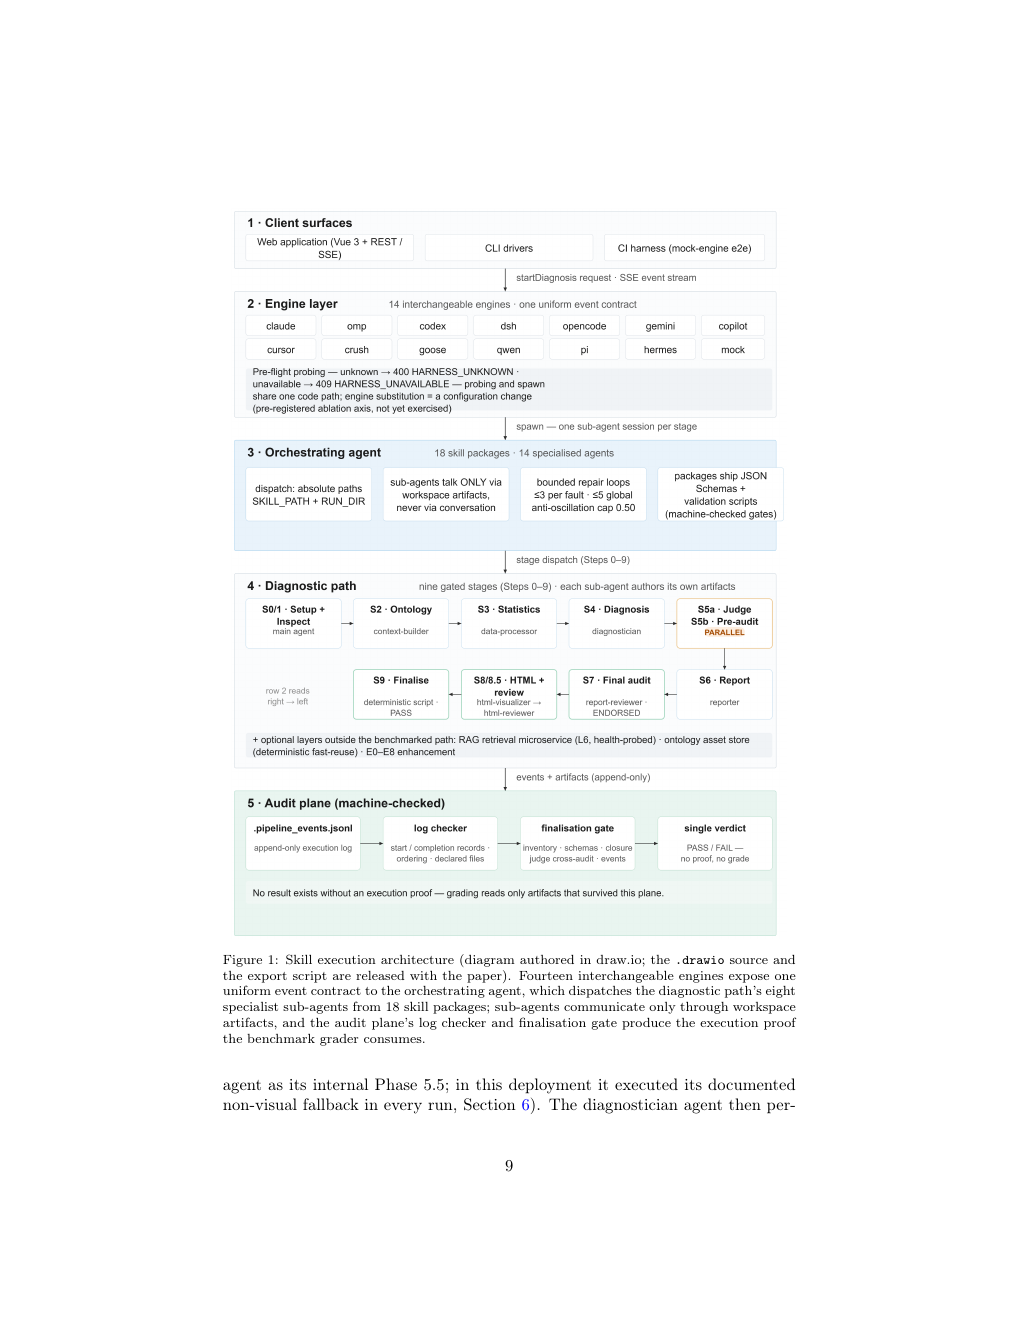 1 · Client surfaces
Web application (Vue 3 + REST /
SSE)
CLI drivers
CI harness (mock-engine e2e)
startDiagnosis request · SSE event stream
2 · Engine layer
14 interchangeable engines · one uniform event contract
claude
omp
codex
dsh
opencode
gemini
copilot
cursor
crush
goose
qwen
pi
hermes
mock
Pre-flight probing — unknown → 400 HARNESS_UNKNOWN ·
unavailable → 409 HARNESS_UNAVAILABLE — probing and spawn
share one code path; engine substitution = a configuration change
(pre-registered ablation axis, not yet exercised)
spawn — one sub-agent session per stage
3 · Orchestrating agent
18 skill packages · 14 specialised agents
dispatch: absolute paths
SKILL_PATH + RUN_DIR
sub-agents talk ONLY via
workspace artifacts,
never via conversation
bounded repair loops
≤3 per fault · ≤5 global
anti-oscillation cap 0.50
packages ship JSON
Schemas +
validation scripts
(machine-checked gates)
stage dispatch (Steps 0–9)
4 · Diagnostic path
nine gated stages (Steps 0–9) · each sub-agent authors its own artifacts
S0/1 · Setup +
Inspect
main agent
S2 · Ontology
context-builder
S3 · Statistics
data-processor
S4 · Diagnosis
diagnostician
S5a · Judge
S5b · Pre-audit
PARALLEL
row 2 reads
right → left
S9 · Finalise
deterministic script ·
PASS
S8/8.5 · HTML +
review
html-visualizer →
html-reviewer
S7 · Final audit
report-reviewer ·
ENDORSED
S6 · Report
reporter
+ optional layers outside the benchmarked path: RAG retrieval microservice (L6, health-probed) · ontology asset store
(deterministic fast-reuse) · E0–E8 enhancement
events + artifacts (append-only)
5 · Audit plane (machine-checked)
.pipeline_events.jsonl
append-only execution log
log checker
start / completion records ·
ordering · declared files
finalisation gate
inventory · schemas · closure
judge cross-audit · events
single verdict
PASS / FAIL —
no proof, no grade
No result exists without an execution proof — grading reads only artifacts that survived this plane.
Figure 1: Skill execution architecture (diagram authored in draw.io; the .drawio source and
the export script are released with the paper). Fourteen interchangeable engines expose one
uniform event contract to the orchestrating agent, which dispatches the diagnostic path's eight
specialist sub-agents from 18 skill packages; sub-agents communicate only through workspace
artifacts, and the audit plane's log checker and finalisation gate produce the execution proof
the benchmark grader consumes.
agent as its internal Phase 5.5; in this deployment it executed its documented
non-visual fallback in every run, Section 6). The diagnostician agent then per-
9